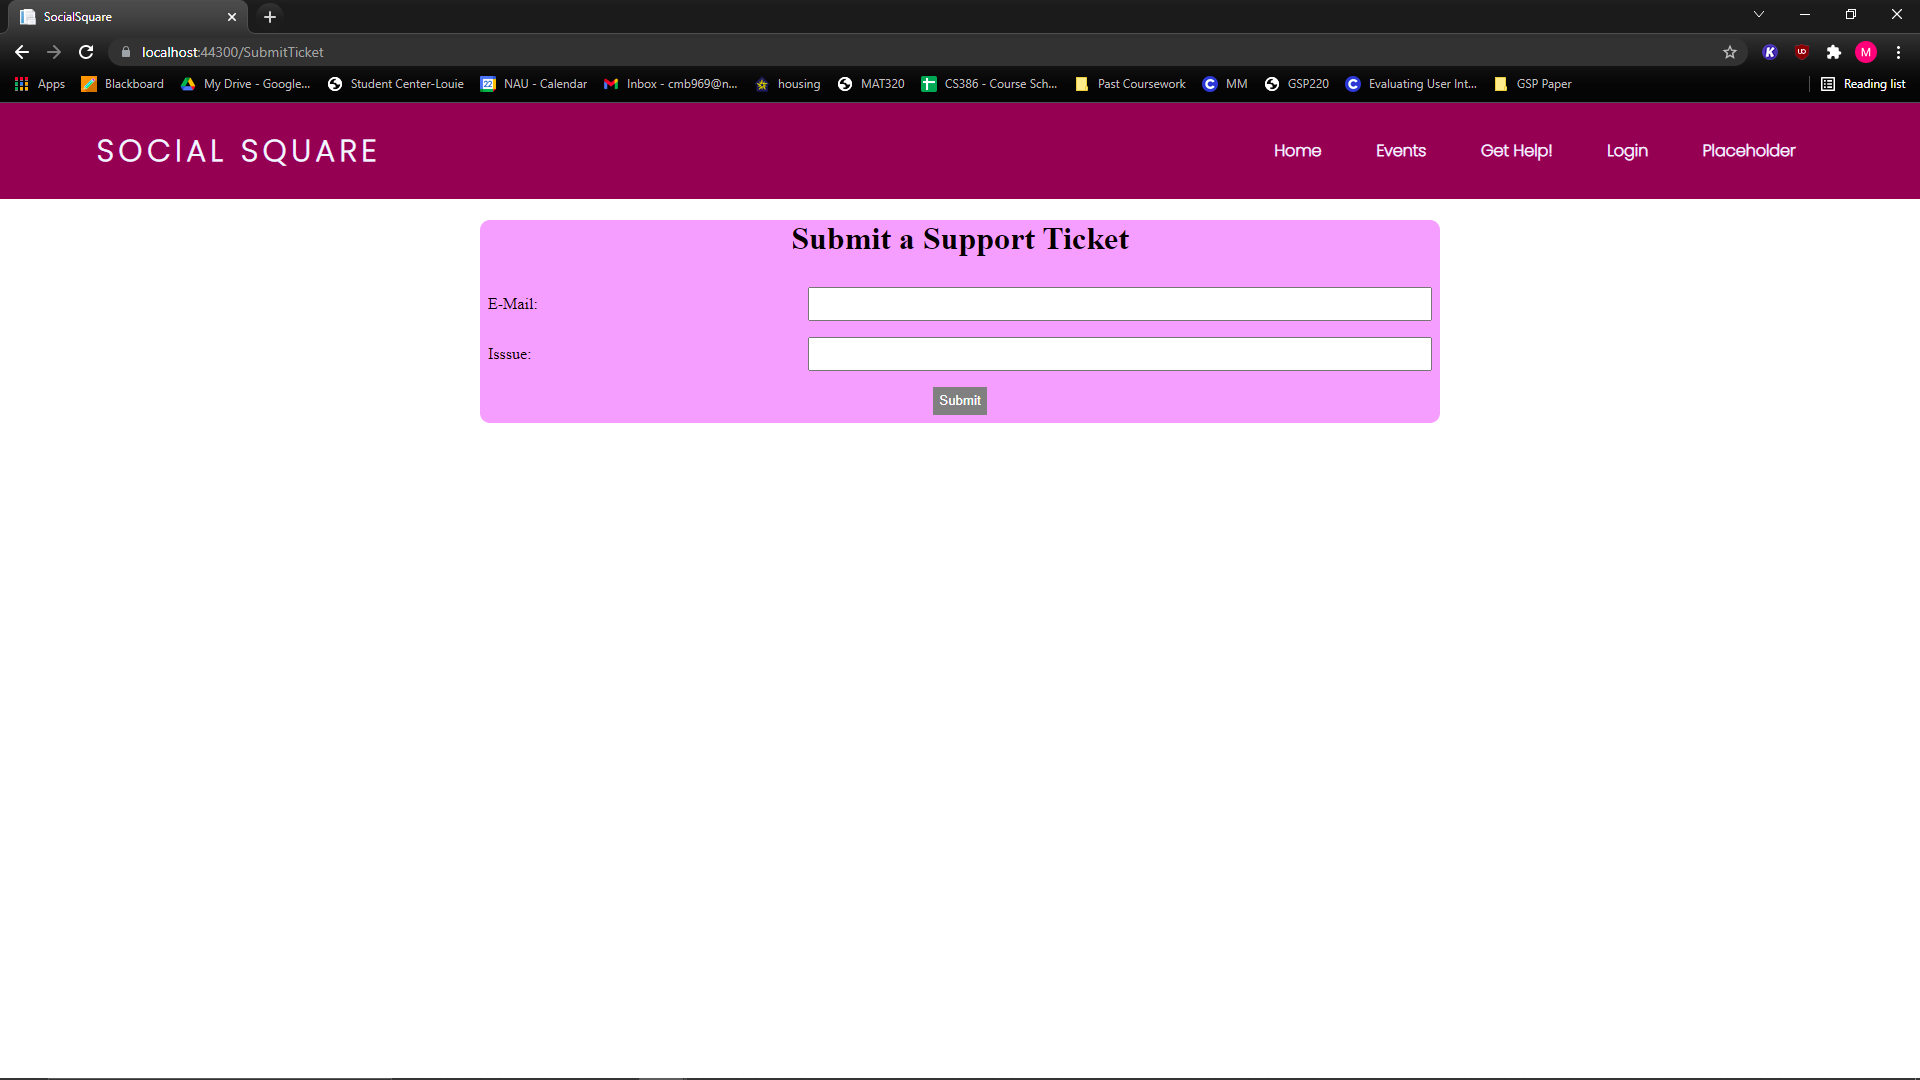 SocialSquare
localhost:44300/SubmitTicket
Apps Blackboard My Drive - Google... Student Center-Louie NAU - Calendar Inbox - cmb969@n... housing MAT320 CS386 - Course Sch... Past Coursework MM GSP220 Evaluating User Int... GSP Paper Reading list
SOCIAL SQUARE Home Events Get Help! Login Placeholder
Submit a Support Ticket
E-Mail:
Isssue:
Submit